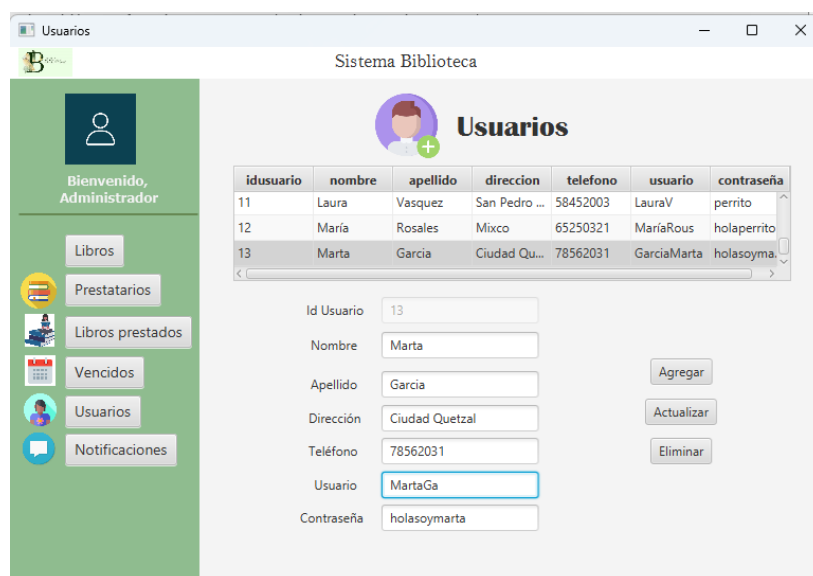 Usuarios
B
Sistema Biblioteca
Bienvenido,
Administrador
Libros
Prestatarios
Libros prestados
Vencidos
Usuarios
Notificaciones
Usuarios
idusuario nombre apellido direccion telefono usuario contraseña
11 Laura Vasquez San Pedro ... 58452003 LauraV perrito
12 María Rosales Mixco 65250321 MaríaRous holaperrito
13 Marta Garcia Ciudad Qu... 78562031 GarciaMarta holasoyma.
Id Usuario 13
Nombre Marta
Apellido Garcia
Dirección Ciudad Quetzal
Teléfono 78562031
Usuario MartaGa
Contraseña holasoymarta
Agregar
Actualizar
Eliminar